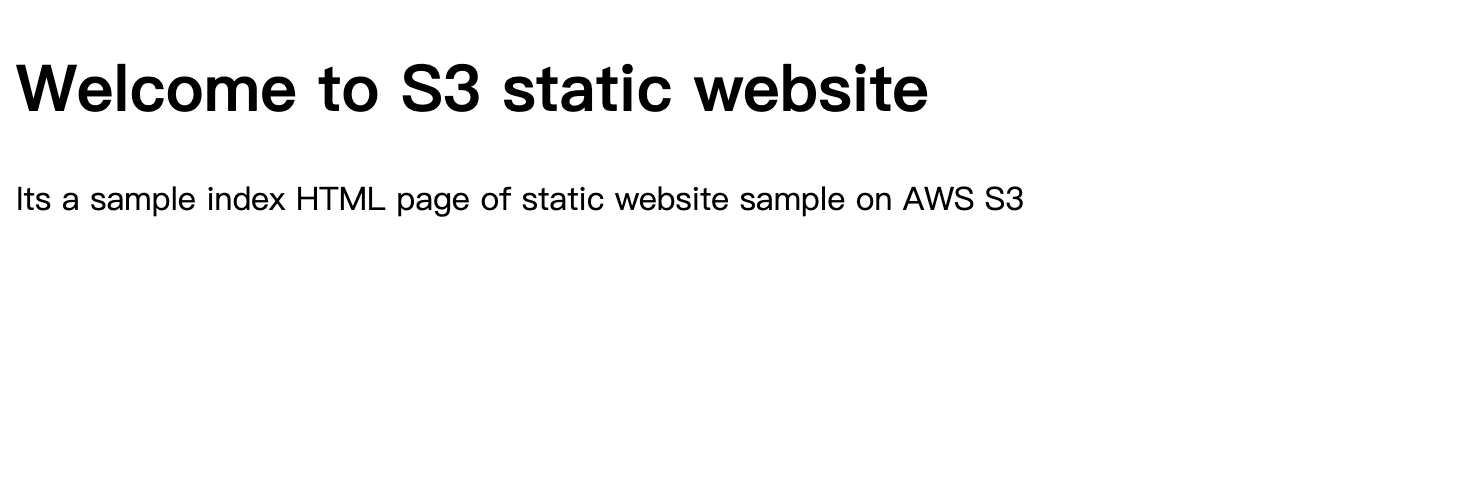 Welcome to S3 static website
Its a sample index HTML page of static website sample on AWS S3